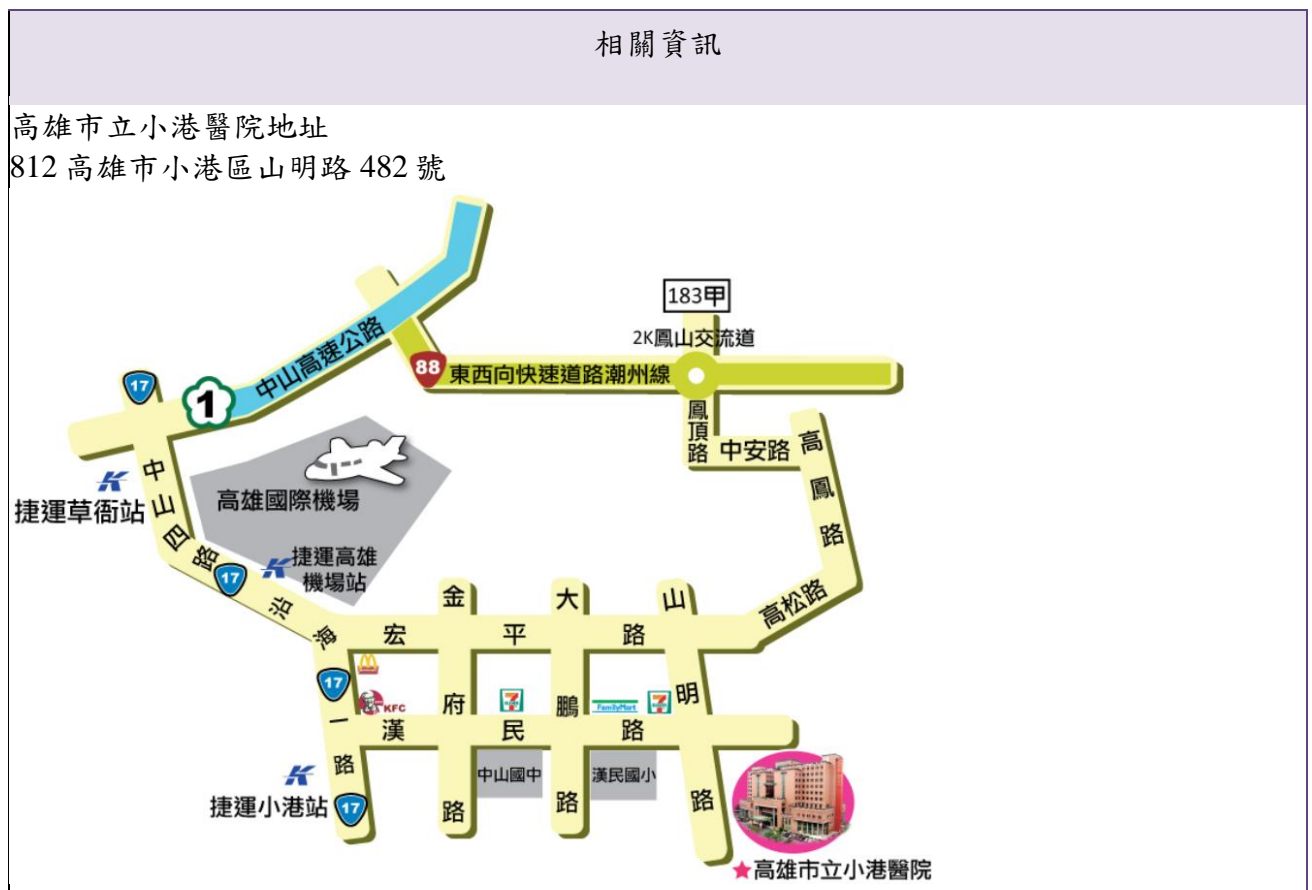 相關資訊
高雄市立小港醫院地址
812 高雄市小港區山明路 482 號
183甲
2K鳳山交流道
中山高速公路
88
東西向快速道路潮州線
17
1
鳳頂路
中安路
高鳳路
中山四路
捷運草衙站
高雄國際機場
捷運高雄
機場站
17
沿海一路
高松路
宏平路
金府路
大鵬路
山明路
17
KFC
7
FamilyMart
7
漢民路
中山國中
漢民國小
捷運小港站
17
★高雄市立小港醫院